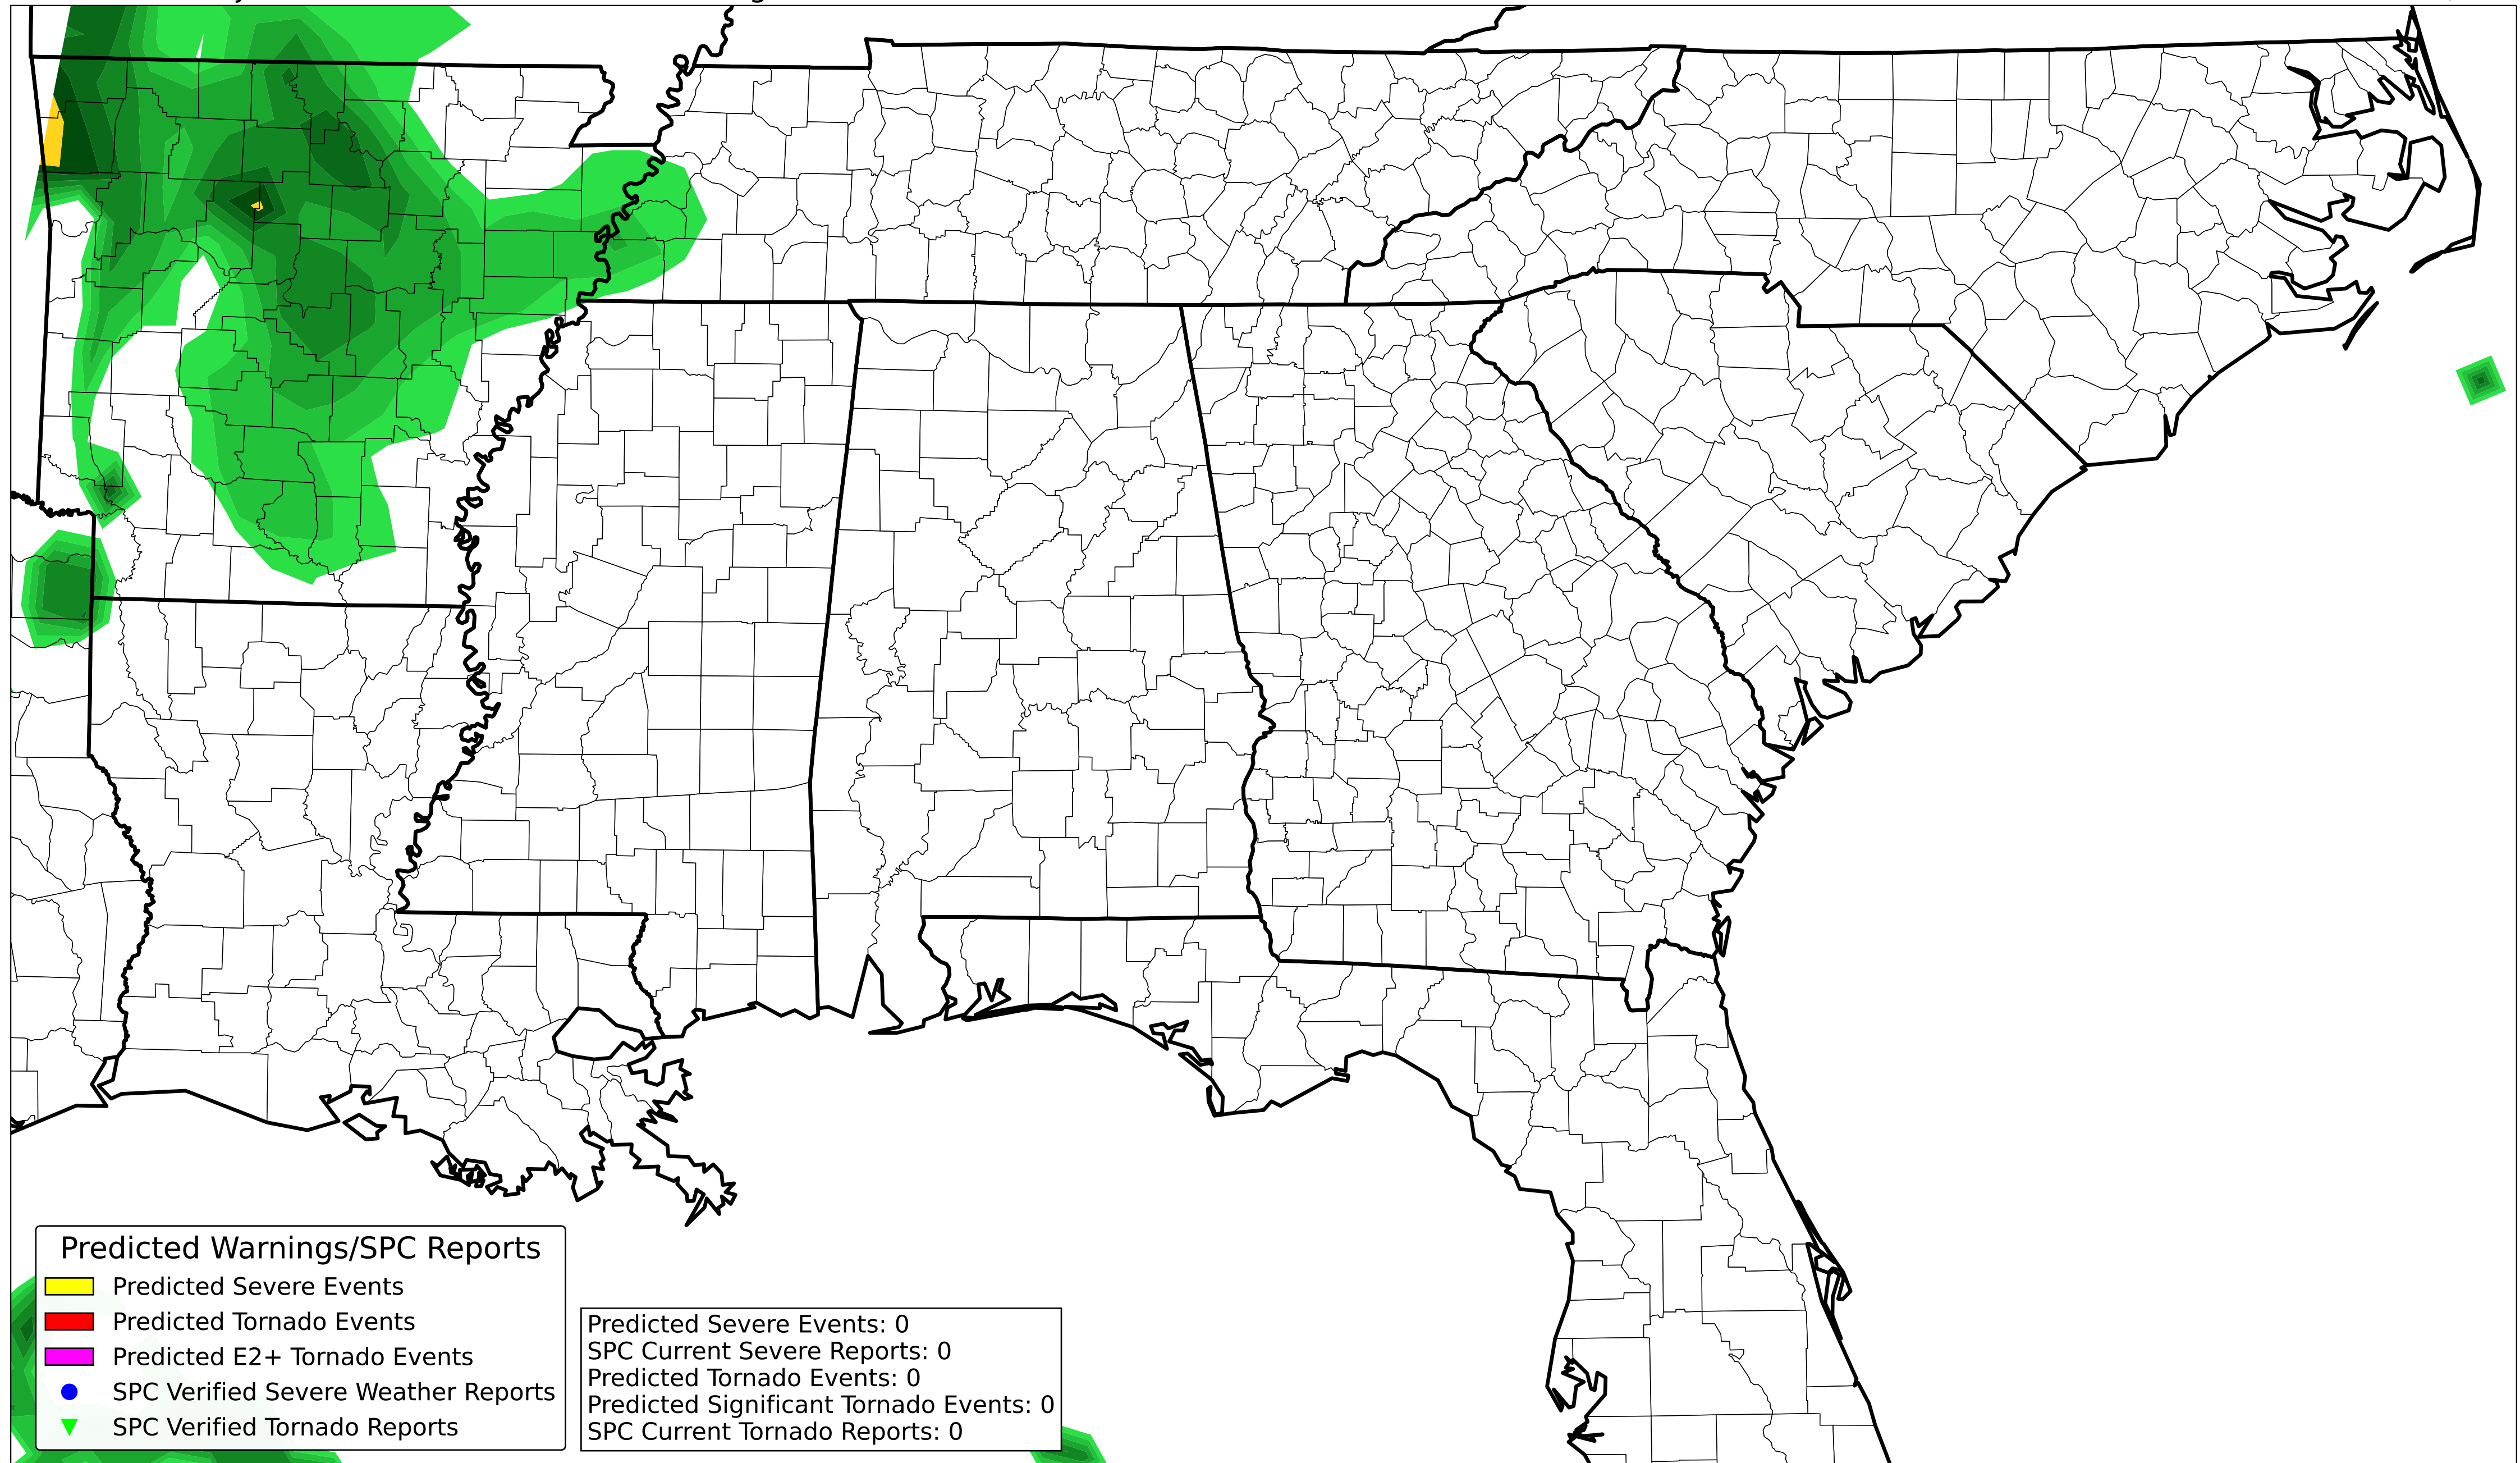 Predicted Warnings/SPC Reports
Predicted Severe Events
Predicted Tornado Events
Predicted E2+ Tornado Events
SPC Verified Severe Weather Reports
SPC Verified Tornado Reports
Predicted Severe Events: 0
SPC Current Severe Reports: 0
Predicted Tornado Events: 0
Predicted Significant Tornado Events: 0
SPC Current Tornado Reports: 0